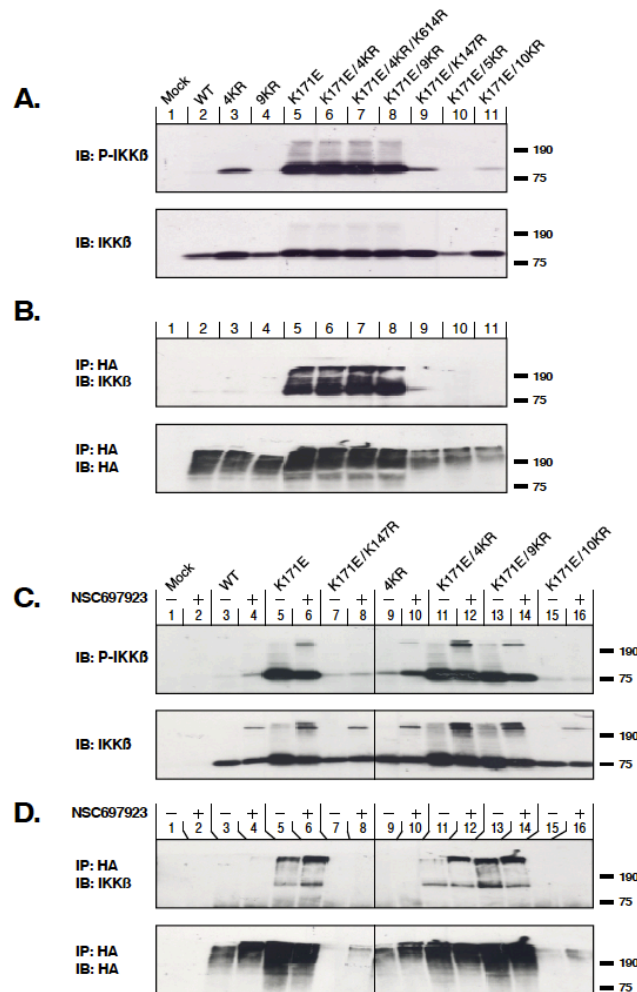 A.
Mock WT 4KR 9KR K171E K171E/4KR K171E/4KR/K614R K171E/9KR K171E/K147R K171E/5KR K171E/10KR
1 2 3 4 5 6 7 8 9 10 11
IB: P-IKKß
190
75
IB: IKKß
190
75
B.
1 2 3 4 5 6 7 8 9 10 11
IP: HA
IB: IKKß
190
75
IP: HA
IB: HA
190
75
C.
Mock WT K171E K171E/K147R 4KR K171E/4KR K171E/9KR K171E/10KR
NSC697923 − + − + − + − + − + − + − + − +
1 2 3 4 5 6 7 8 9 10 11 12 13 14 15 16
IB: P-IKKß
190
75
IB: IKKß
190
75
D.
NSC697923 − + − + − + − + − + − + − + − +
1 2 3 4 5 6 7 8 9 10 11 12 13 14 15 16
IP: HA
IB: IKKß
190
75
IP: HA
IB: HA
190
75